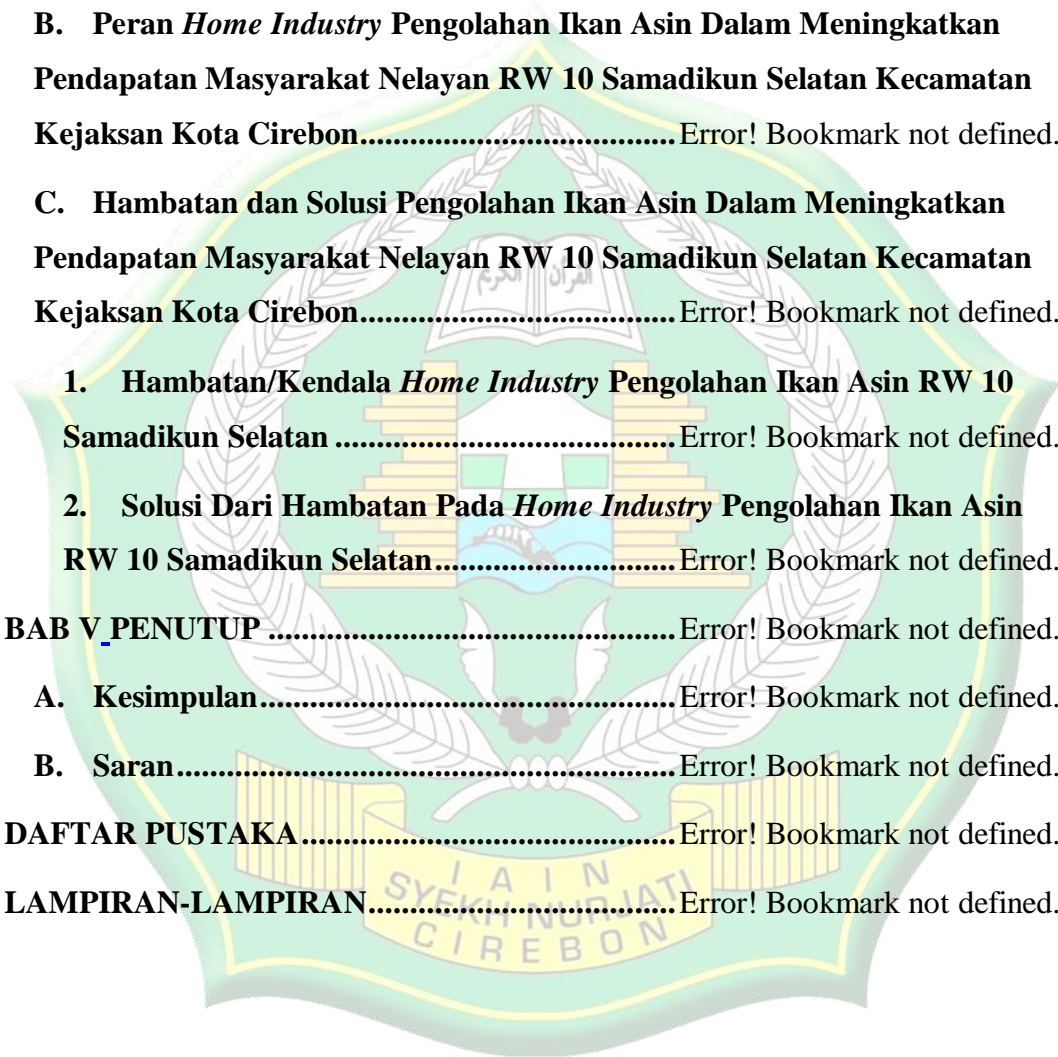 B. Peran Home Industry Pengolahan Ikan Asin Dalam Meningkatkan
Pendapatan Masyarakat Nelayan RW 10 Samadikun Selatan Kecamatan
Kejaksan Kota Cirebon.......................................Error! Bookmark not defined.
C. Hambatan dan Solusi Pengolahan Ikan Asin Dalam Meningkatkan
Pendapatan Masyarakat Nelayan RW 10 Samadikun Selatan Kecamatan
القرآن الكريم
Kejaksan Kota Cirebon.......................................Error! Bookmark not defined.
1. Hambatan/Kendala Home Industry Pengolahan Ikan Asin RW 10
Samadikun Selatan .........................................Error! Bookmark not defined.
2. Solusi Dari Hambatan Pada Home Industry Pengolahan Ikan Asin
RW 10 Samadikun Selatan.............................Error! Bookmark not defined.
BAB V PENUTUP .................................................Error! Bookmark not defined.
A. Kesimpulan..................................................Error! Bookmark not defined.
B. Saran............................................................Error! Bookmark not defined.
DAFTAR PUSTAKA.............................................Error! Bookmark not defined.
IAIN
LAMPIRAN-LAMPIRAN.....................................Error! Bookmark not defined.
SYEKH NURJATI
CIREBON